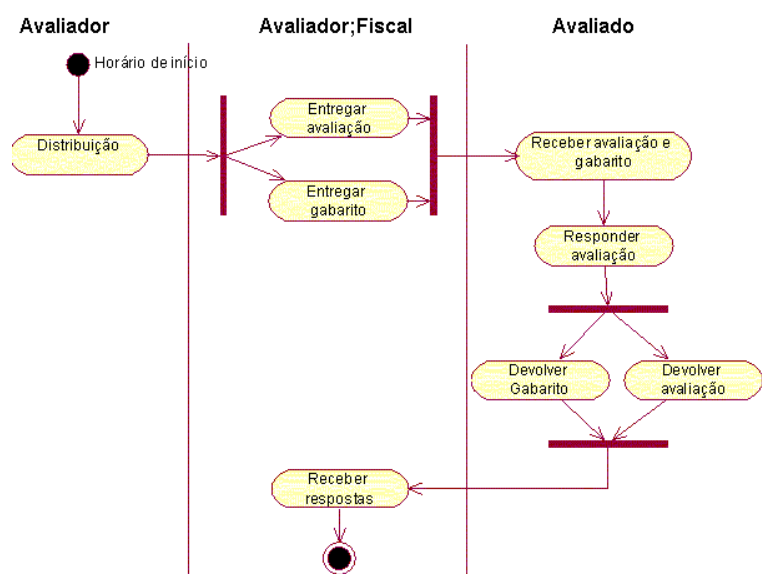 Avaliador
Avaliador;Fiscal
Avaliado
Horário de início
Distribuição
Entregar
avaliação
Entregar
gabarito
Receber avaliação e
gabarito
Responder
avaliação
Devolver
Gabarito
Devolver
avaliação
Receber
respostas